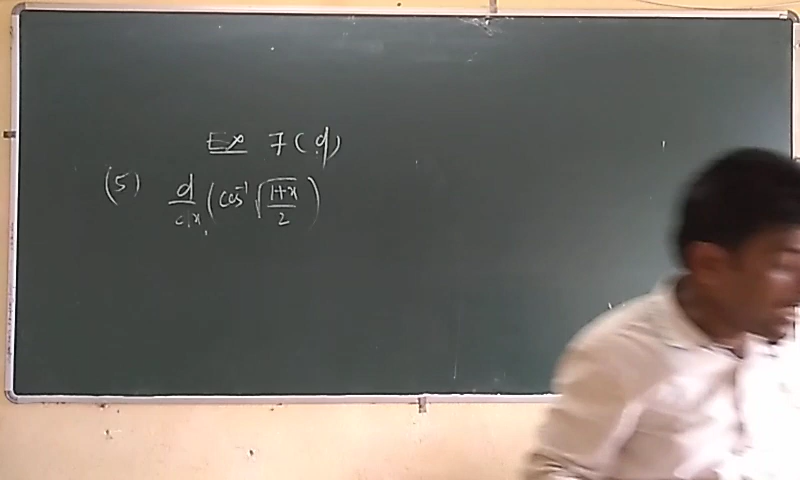 Ex 7(d)
(5) d/dx (cos⁻¹ √((1+x)/2))